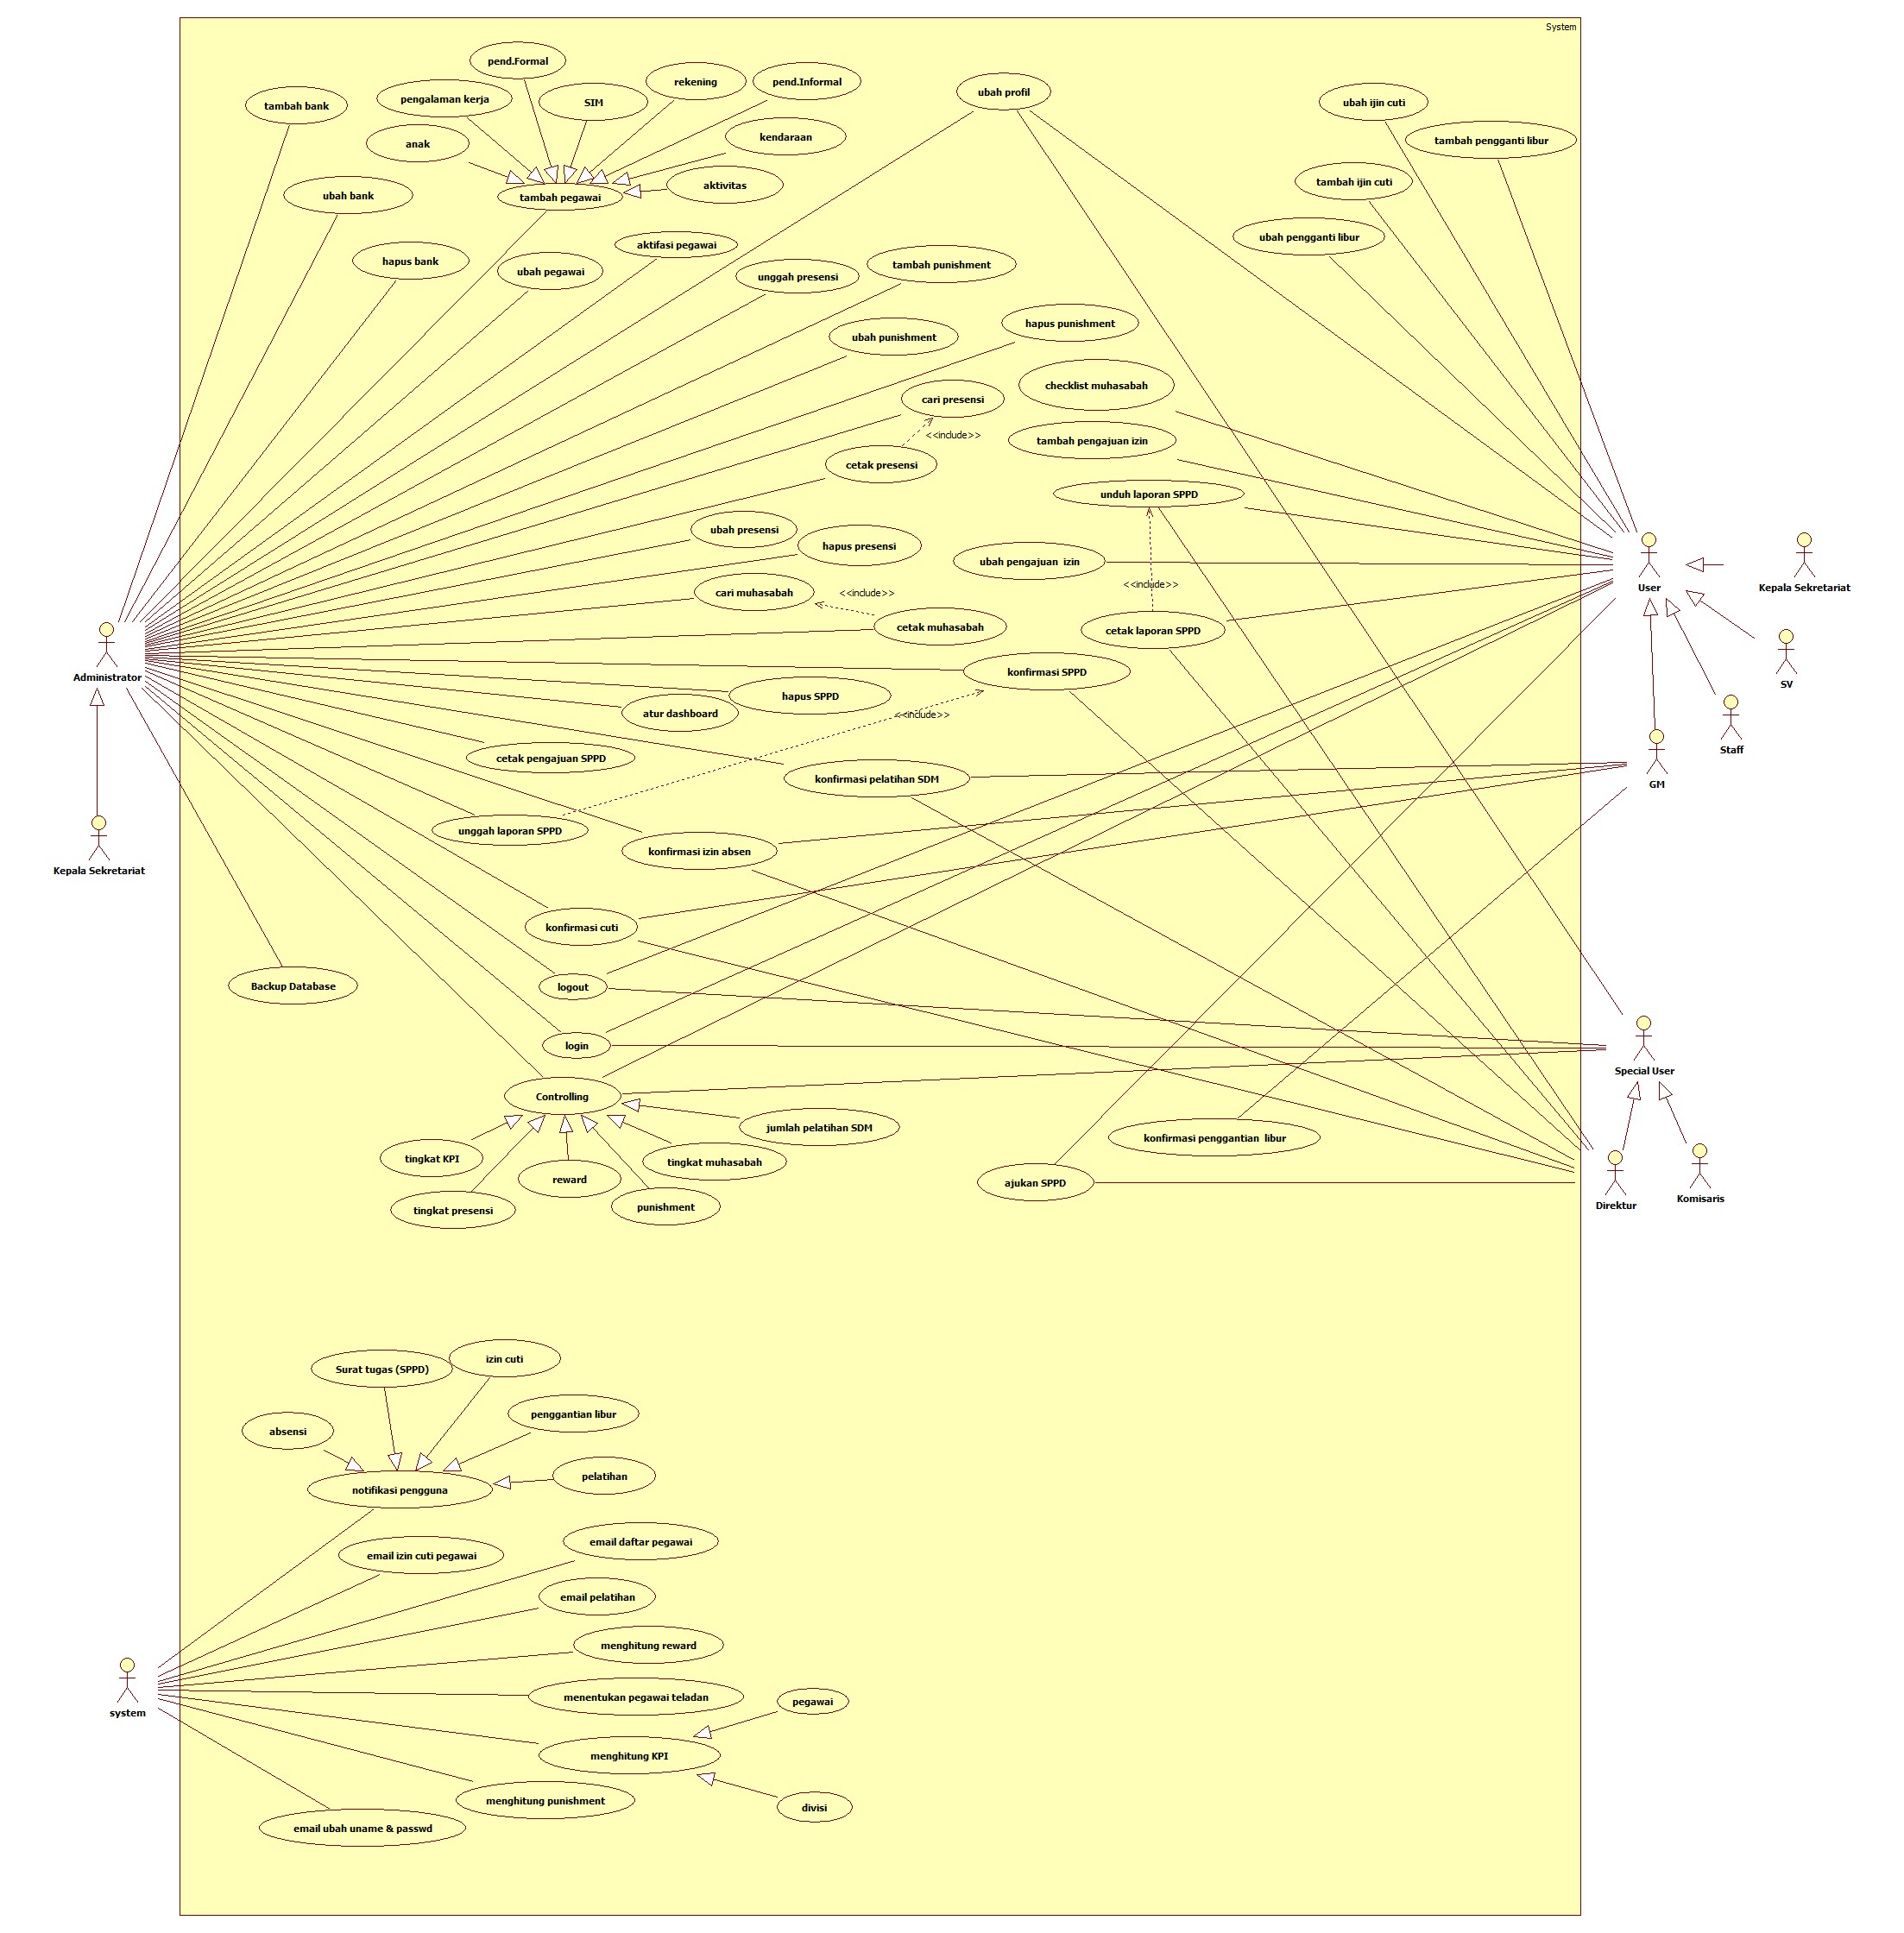 System
pend.Formal
rekening
pend.Informal
ubah profil
tambah bank
pengalaman kerja
SIM
ubah ijin cuti
kendaraan
tambah pengganti libur
anak
aktivitas
tambah ijin cuti
ubah bank
tambah pegawai
ubah pengganti libur
aktifasi pegawai
hapus bank
ubah pegawai
unggah presensi
tambah punishment
hapus punishment
ubah punishment
checklist muhasabah
cari presensi
<<include>>
tambah pengajuan izin
cetak presensi
unduh laporan SPPD
ubah presensi
hapus presensi
ubah pengajuan  izin
<<include>>
User
Kepala Sekretariat
cari muhasabah
<<include>>
cetak muhasabah
cetak laporan SPPD
Administrator
konfirmasi SPPD
SV
hapus SPPD
atur dashboard
<<include>>
Staff
cetak pengajuan SPPD
konfirmasi pelatihan SDM
GM
unggah laporan SPPD
konfirmasi izin absen
Kepala Sekretariat
konfirmasi cuti
Backup Database
logout
login
Special User
Controlling
jumlah pelatihan SDM
konfirmasi penggantian  libur
tingkat KPI
tingkat muhasabah
reward
ajukan SPPD
Komisaris
Direktur
punishment
tingkat presensi
izin cuti
Surat tugas (SPPD)
penggantian libur
absensi
pelatihan
notifikasi pengguna
email daftar pegawai
email izin cuti pegawai
email pelatihan
menghitung reward
menentukan pegawai teladan
pegawai
system
menghitung KPI
menghitung punishment
divisi
email ubah uname & passwd